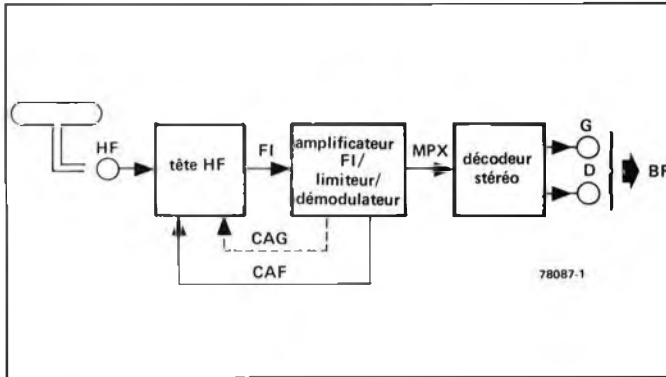 HF
tête HF
FI
amplificateur
FI/
limiteur/
démodulateur
MPX
décodeur
stéréo
G
D
BF
CAG
CAF
78087-1